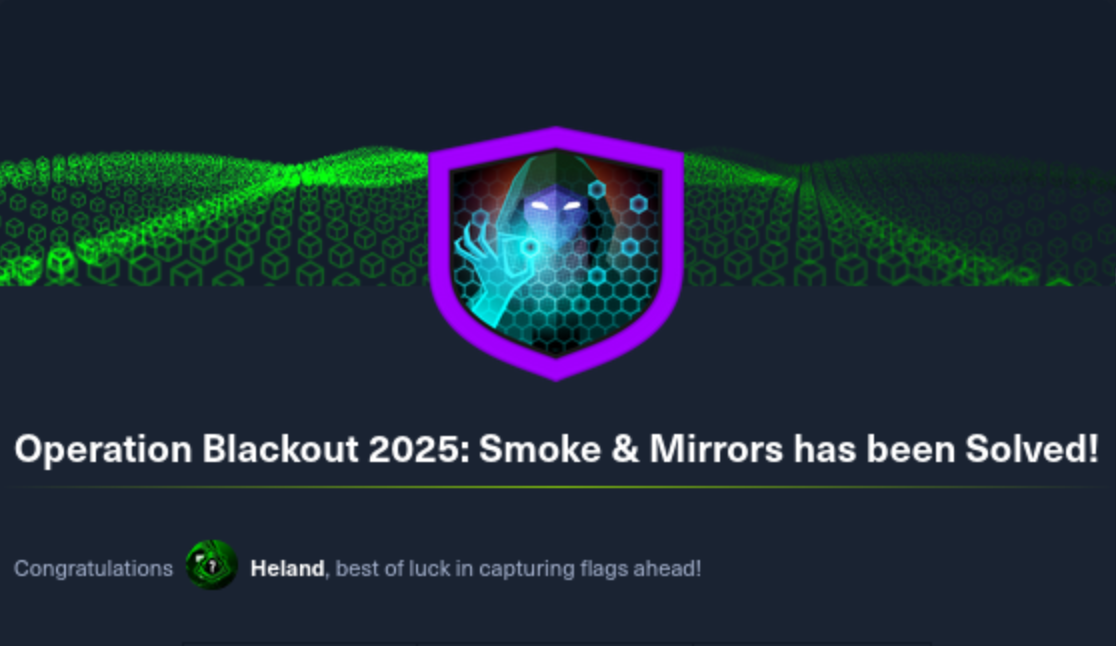 Operation Blackout 2025: Smoke & Mirrors has been Solved!
Congratulations Heland, best of luck in capturing flags ahead!